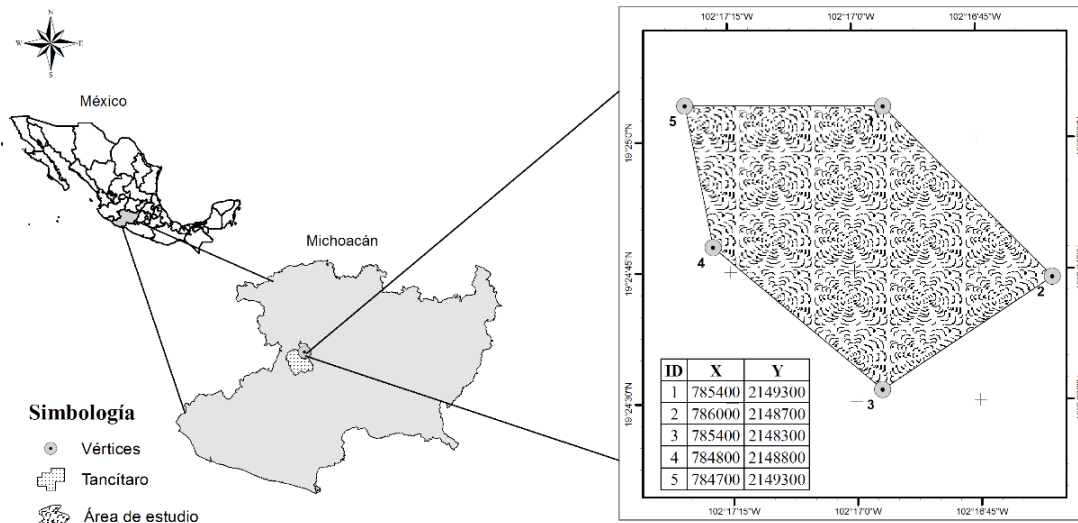 N
W E
S
México
Michoacán
Simbología
Vértices
Tancítaro
Área de estudio
102°17'15"W 102°17'0"W 102°16'45"W
19°25'0"N
19°24'45"N
19°24'30"N
5
1
4
2
3
ID X Y
1 785400 2149300
2 786000 2148700
3 785400 2148300
4 784800 2148800
5 784700 2149300
102°17'15"W 102°17'0"W 102°16'45"W